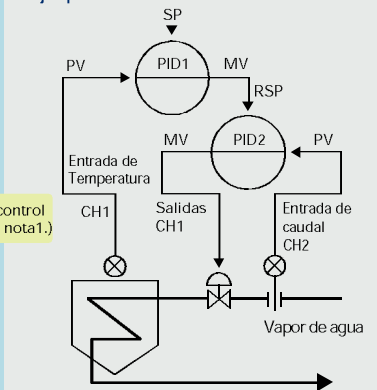 SP
PV
PID1
MV
RSP
MV
PID2
PV
Entrada de
Temperatura
control
nota1.)
CH1
Salidas
CH1
Entrada de
caudal
CH2
Vapor de agua